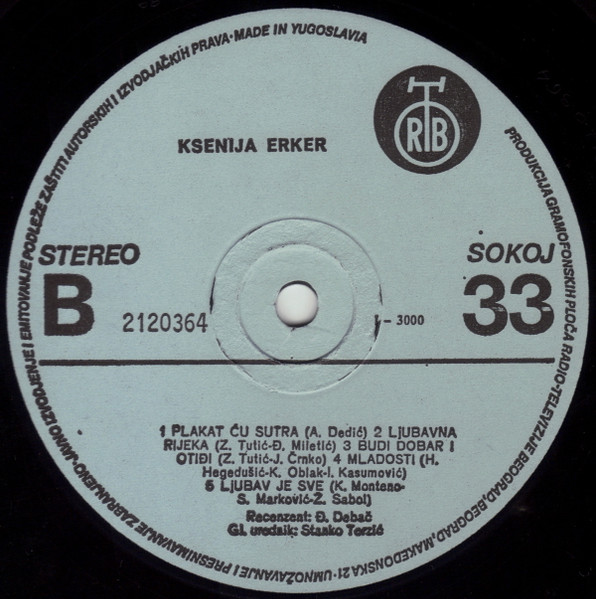 PRODUKCIJA GRAMOFONSKIH PLOČA RADIO-TELEVIZIJE BEOGRAD, BEOGRAD, MAKEDONSKA 21 · UMNOŽAVANJE I PRESNIMAVANJE ZABRANJENO·JAVNO IZVODJENJE I EMITOVANJE PODLEŽE ZAŠTITI AUTORSKIH I IZVODJAČKIH PRAVA·MADE IN YUGOSLAVIA
RTB
KSENIJA ERKER
STEREO
SOKOJ
B
2120364
- 3000
33
1 PLAKAT ĆU SUTRA (A. Dedić) 2 LJUBAVNA
RIJEKA (Z. Tutić-Đ. Miletić) 3 BUDI DOBAR I
OTIĐI (Z. Tutić-J. Črnko) 4 MLADOSTI (H.
Hegedušić-K. Oblak-I. Kasumović)
5 LJUBAV JE SVE (K. Monteno-
S. Marković-Ž. Sabol)
Recenzent: Đ. Debač
Gl. urednik: Stanko Terzić